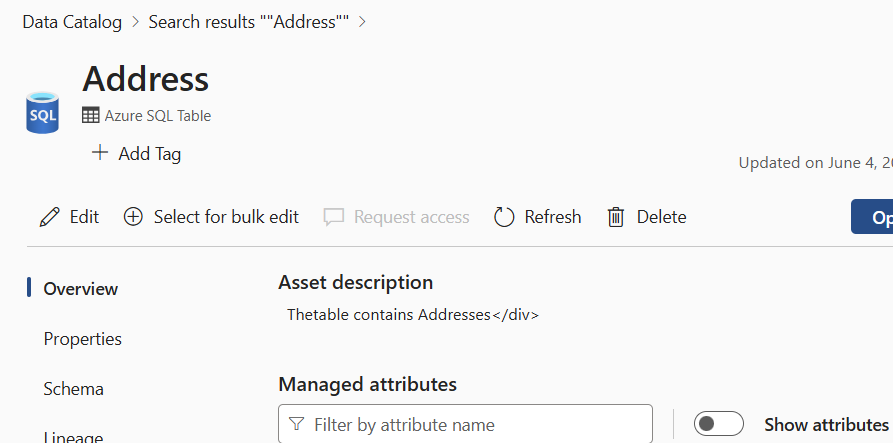 Data Catalog > Search results ""Address"" >
Address
SQL
Azure SQL Table
Add Tag
Updated on June 4, 
Edit Select for bulk edit Request access Refresh Delete
Overview
Asset description
Thetable contains Addresses</div>
Properties
Managed attributes
Schema
Filter by attribute name Show attributes
Lineage